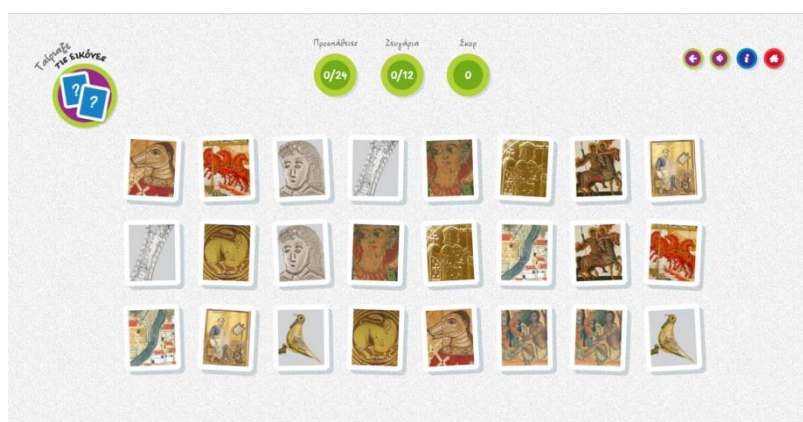 Ταίριαξε
τις εικόνες
? ?
Προσπάθειες
0/24
Ζευγάρια
0/12
Σκορ
0
i